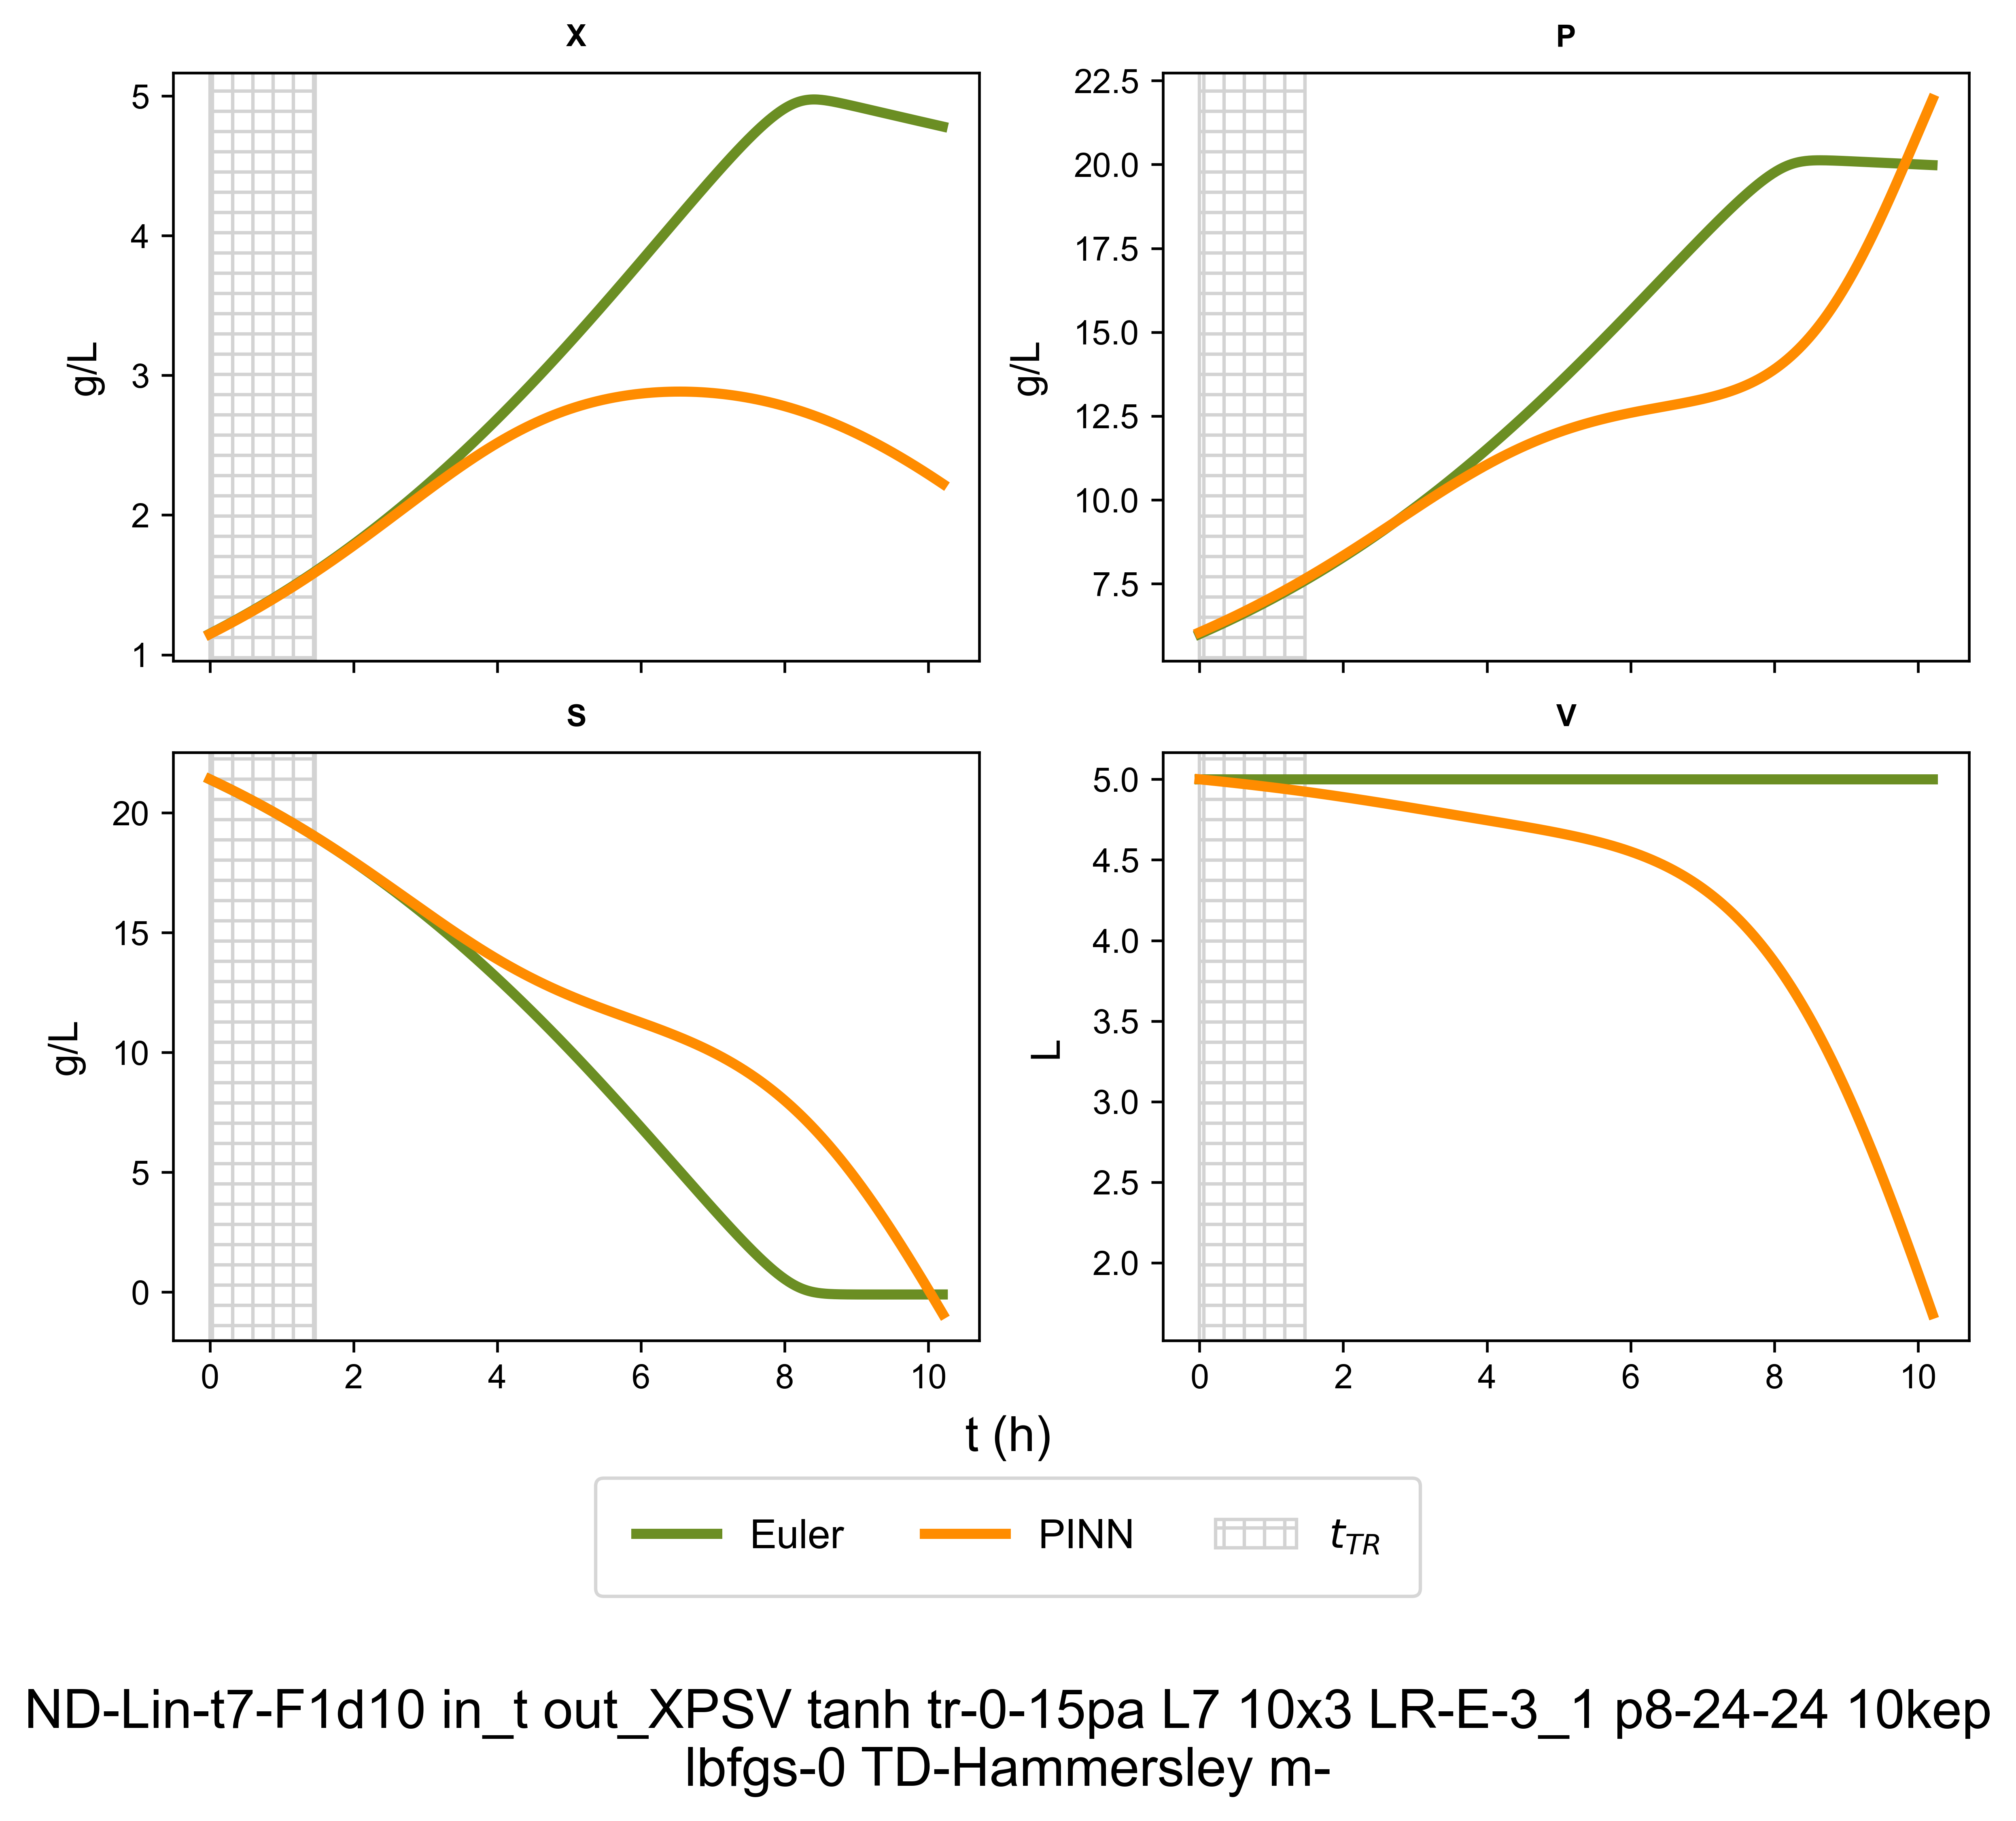 X
5
4
3
2
1
g/L
P
22.5
20.0
17.5
15.0
12.5
10.0
7.5
g/L
S
20
15
10
5
0
g/L
0 2 4 6 8 10
V
5.0
4.5
4.0
3.5
3.0
2.5
2.0
L
0 2 4 6 8 10
t (h)
Euler PINN t_TR
ND-Lin-t7-F1d10 in_t out_XPSV tanh tr-0-15pa L7 10x3 LR-E-3_1 p8-24-24 10kep
lbfgs-0 TD-Hammersley m-